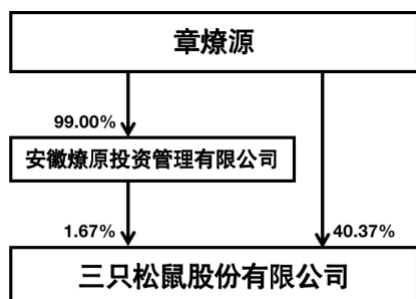 章燎源
99.00%
安徽燎原投资管理有限公司
1.67%
40.37%
三只松鼠股份有限公司